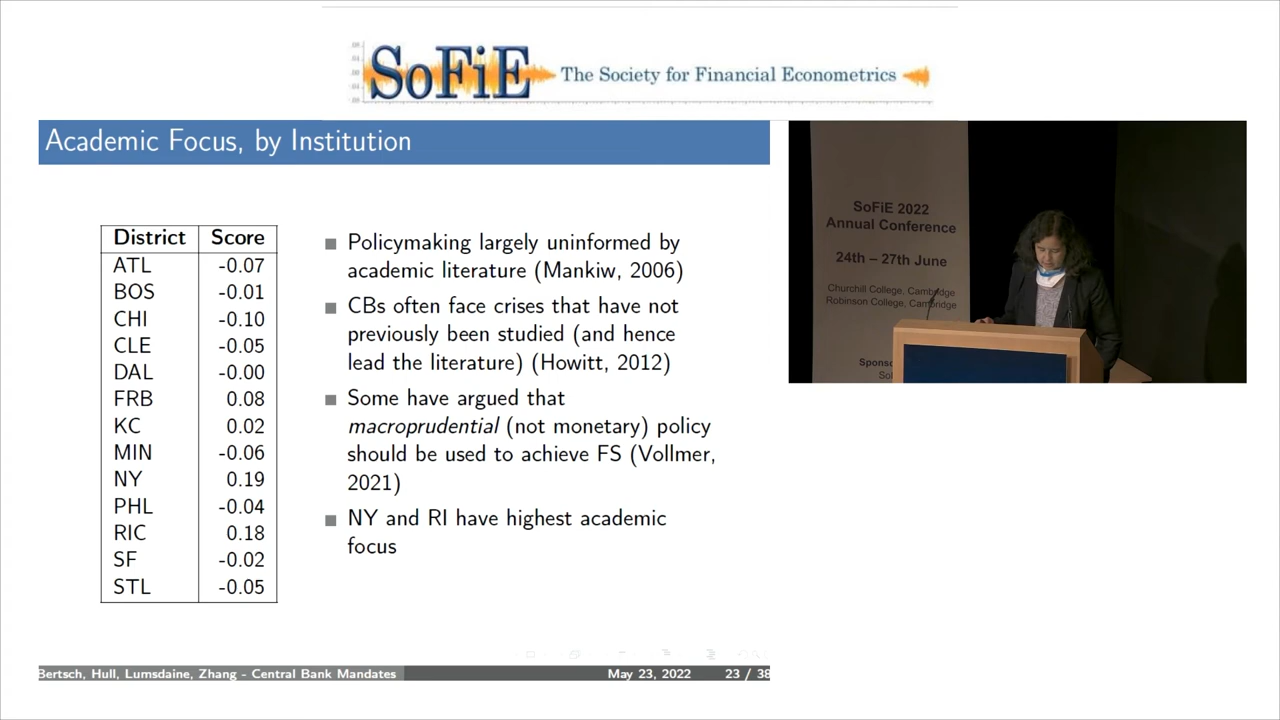 SoFiE The Society for Financial Econometrics
Academic Focus, by Institution
District Score
ATL -0.07
BOS -0.01
CHI -0.10
CLE -0.05
DAL -0.00
FRB 0.08
KC 0.02
MIN -0.06
NY 0.19
PHL -0.04
RIC 0.18
SF -0.02
STL -0.05
Policymaking largely uninformed by
academic literature (Mankiw, 2006)
CBs often face crises that have not
previously been studied (and hence
lead the literature) (Howitt, 2012)
Some have argued that
macroprudential (not monetary) policy
should be used to achieve FS (Vollmer,
2021)
NY and RI have highest academic
focus
Bertsch, Hull, Lumsdaine, Zhang - Central Bank Mandates May 23, 2022 23 / 38
SoFiE 2022
Annual Conference
24th – 27th June
Churchill College, Cambridge
Robinson College, Cambridge